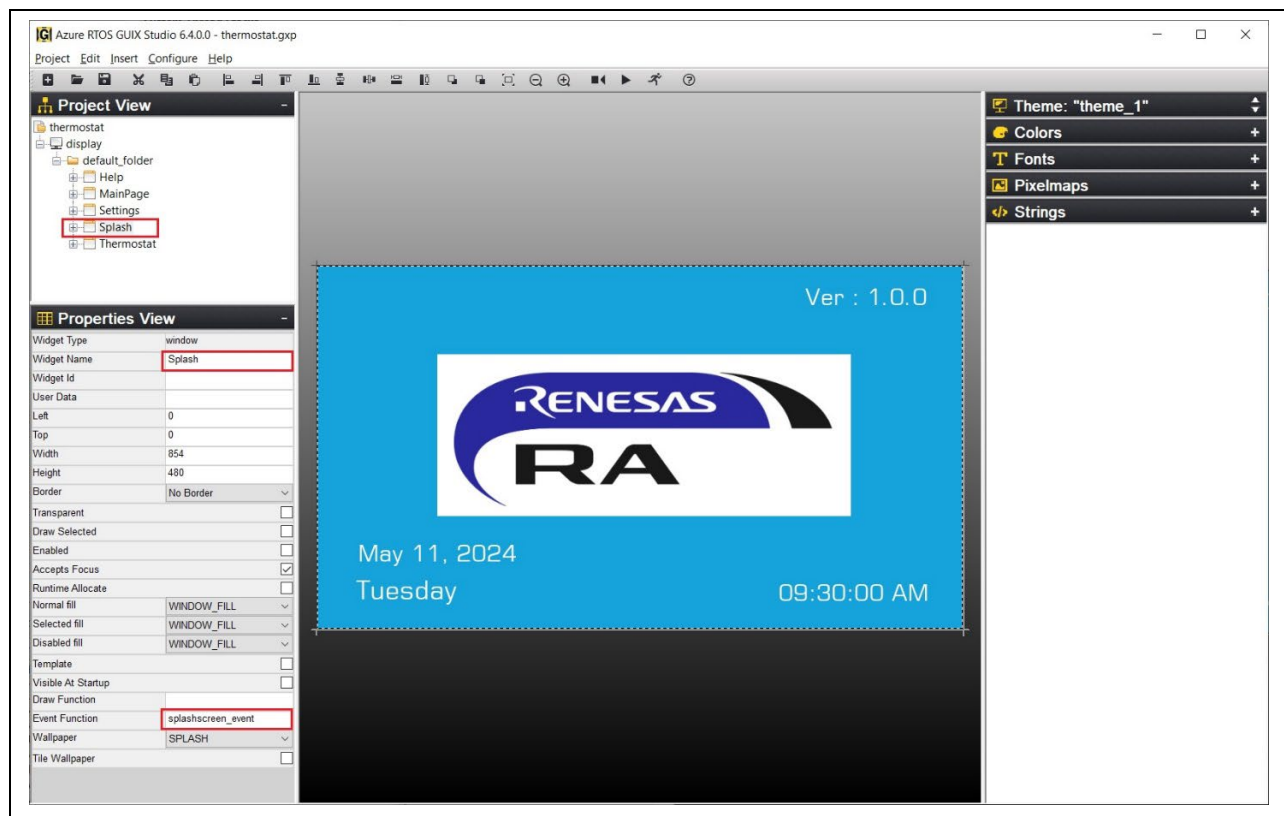 Azure RTOS GUIX Studio 6.4.0.0 - thermostat.gxp
Project Edit Insert Configure Help
Project View
thermostat
display
default_folder
Help
MainPage
Settings
Splash
Thermostat
Properties View
Widget Type window
Widget Name Splash
Widget Id
User Data
Left 0
Top 0
Width 854
Height 480
Border No Border
Transparent
Draw Selected
Enabled
Accepts Focus
Runtime Allocate
Normal fill WINDOW_FILL
Selected fill WINDOW_FILL
Disabled fill WINDOW_FILL
Template
Visible At Startup
Draw Function
Event Function splashscreen_event
Wallpaper SPLASH
Tile Wallpaper
Ver : 1.0.0
RENESAS
RA
May 11, 2024
Tuesday
09:30:00 AM
Theme: "theme_1"
Colors
Fonts
Pixelmaps
Strings